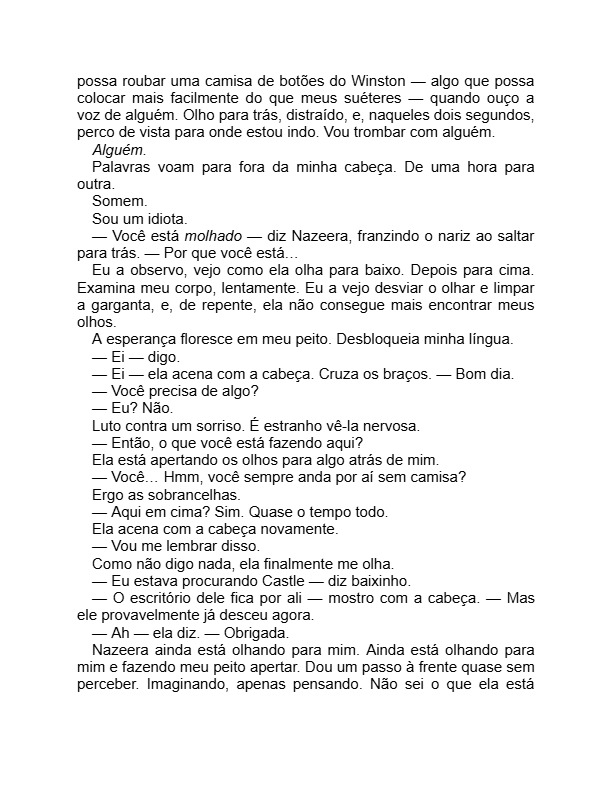 possa roubar uma camisa de botões do Winston — algo que possa
colocar mais facilmente do que meus suéteres — quando ouço a
voz de alguém. Olho para trás, distraído, e, naqueles dois segundos,
perco de vista para onde estou indo. Vou trombar com alguém.
Alguém.
Palavras voam para fora da minha cabeça. De uma hora para
outra.
Somem.
Sou um idiota.
— Você está molhado — diz Nazeera, franzindo o nariz ao saltar
para trás. — Por que você está…
Eu a observo, vejo como ela olha para baixo. Depois para cima.
Examina meu corpo, lentamente. Eu a vejo desviar o olhar e limpar
a garganta, e, de repente, ela não consegue mais encontrar meus
olhos.
A esperança floresce em meu peito. Desbloqueia minha língua.
— Ei — digo.
— Ei — ela acena com a cabeça. Cruza os braços. — Bom dia.
— Você precisa de algo?
— Eu? Não.
Luto contra um sorriso. É estranho vê-la nervosa.
— Então, o que você está fazendo aqui?
Ela está apertando os olhos para algo atrás de mim.
— Você… Hmm, você sempre anda por aí sem camisa?
Ergo as sobrancelhas.
— Aqui em cima? Sim. Quase o tempo todo.
Ela acena com a cabeça novamente.
— Vou me lembrar disso.
Como não digo nada, ela finalmente me olha.
— Eu estava procurando Castle — diz baixinho.
— O escritório dele fica por ali — mostro com a cabeça. — Mas
ele provavelmente já desceu agora.
— Ah — ela diz. — Obrigada.
Nazeera ainda está olhando para mim. Ainda está olhando para
mim e fazendo meu peito apertar. Dou um passo à frente quase sem
perceber. Imaginando, apenas pensando. Não sei o que ela está